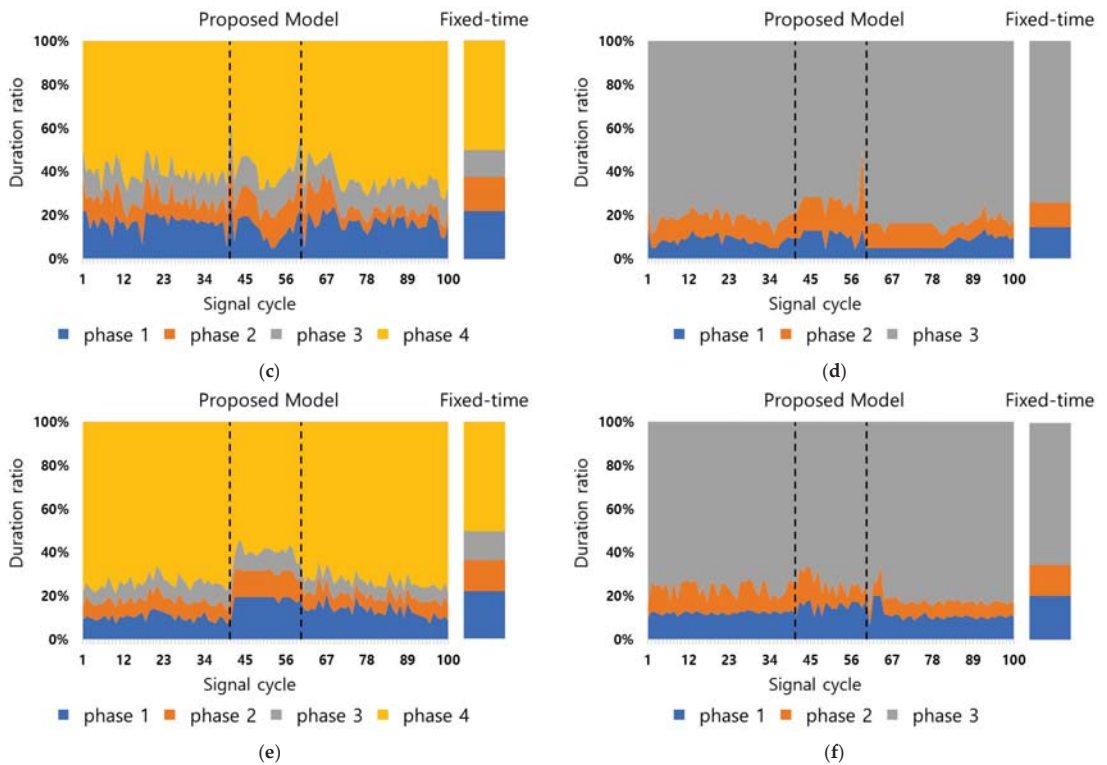 Proposed Model Fixed-time
100%
80%
60%
40%
20%
0%
Duration ratio
1 12 23 34 45 56 67 78 89 100
Signal cycle
phase 1 phase 2 phase 3 phase 4
(c)
Proposed Model Fixed-time
100%
80%
60%
40%
20%
0%
Duration ratio
1 12 23 34 45 56 67 78 89 100
Signal cycle
phase 1 phase 2 phase 3
(d)
Proposed Model Fixed-time
100%
80%
60%
40%
20%
0%
Duration ratio
1 12 23 34 45 56 67 78 89 100
Signal cycle
phase 1 phase 2 phase 3 phase 4
(e)
Proposed Model Fixed-time
100%
80%
60%
40%
20%
0%
Duration ratio
1 12 23 34 45 56 67 78 89 100
Signal cycle
phase 1 phase 2 phase 3
(f)